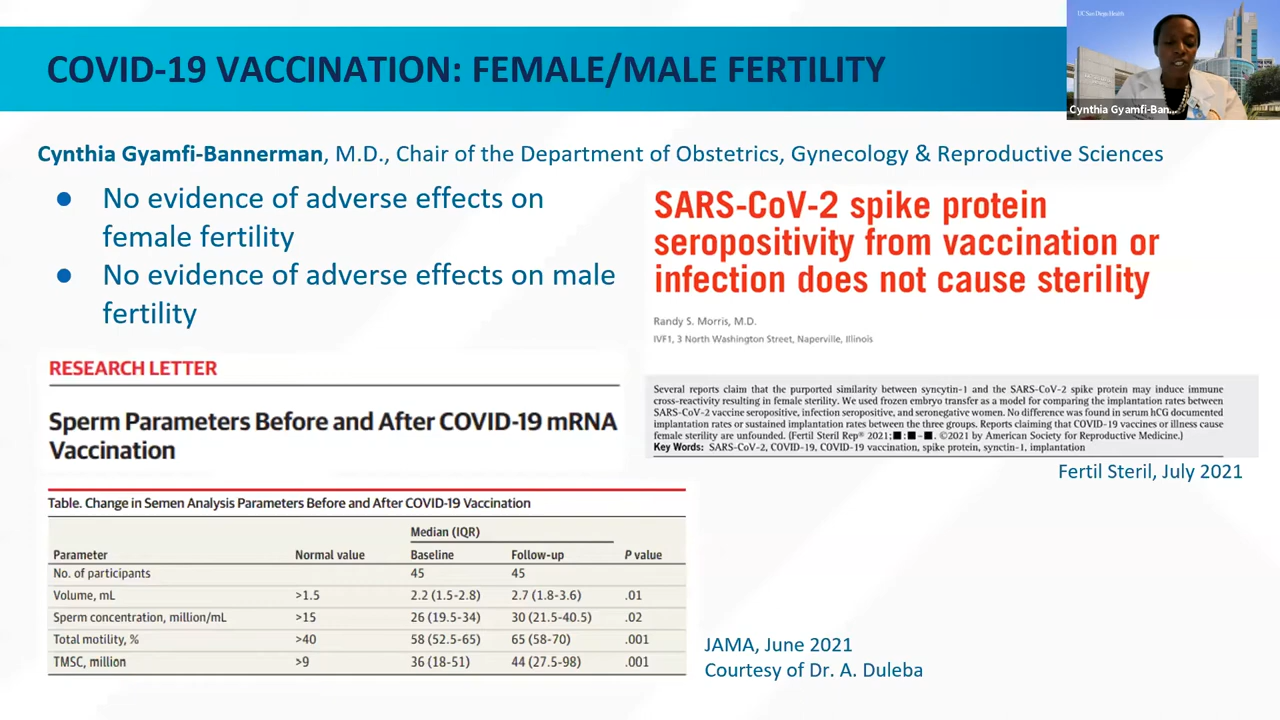 COVID-19 VACCINATION: FEMALE/MALE FERTILITY
UC San Diego Health
Cynthia Gyamfi-Ban...
Cynthia Gyamfi-Bannerman, M.D., Chair of the Department of Obstetrics, Gynecology & Reproductive Sciences
● No evidence of adverse effects on
female fertility
● No evidence of adverse effects on male
fertility
SARS-CoV-2 spike protein
seropositivity from vaccination or
infection does not cause sterility
Randy S. Morris, M.D.
IVF1, 3 North Washington Street, Naperville, Illinois
Several reports claim that the purported similarity between syncytin-1 and the SARS-CoV-2 spike protein may induce immune
cross-reactivity resulting in female sterility. We used frozen embryo transfer as a model for comparing the implantation rates between
SARS-CoV-2 vaccine seropositive, infection seropositive, and seronegative women. No difference was found in serum hCG documented
implantation rates or sustained implantation rates between the three groups. Reports claiming that COVID-19 vaccines or illness cause
female sterility are unfounded. (Fertil Steril Rep® 2021;■:■–■. ©2021 by American Society for Reproductive Medicine.)
Key Words: SARS-CoV-2, COVID-19, COVID-19 vaccination, spike protein, synctin-1, implantation
Fertil Steril, July 2021
RESEARCH LETTER
Sperm Parameters Before and After COVID-19 mRNA
Vaccination
Table. Change in Semen Analysis Parameters Before and After COVID-19 Vaccination
Median (IQR)
Parameter Normal value Baseline Follow-up P value
No. of participants 45 45
Volume, mL >1.5 2.2 (1.5-2.8) 2.7 (1.8-3.6) .01
Sperm concentration, million/mL >15 26 (19.5-34) 30 (21.5-40.5) .02
Total motility, % >40 58 (52.5-65) 65 (58-70) .001
TMSC, million >9 36 (18-51) 44 (27.5-98) .001
JAMA, June 2021
Courtesy of Dr. A. Duleba